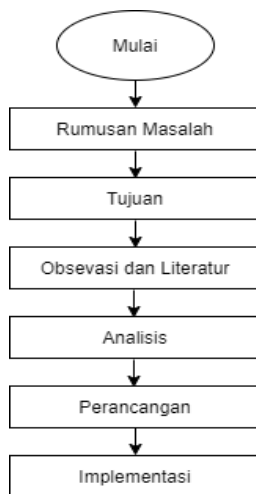 Mulai
Rumusan Masalah
Tujuan
Obsevasi dan Literatur
Analisis
Perancangan
Implementasi